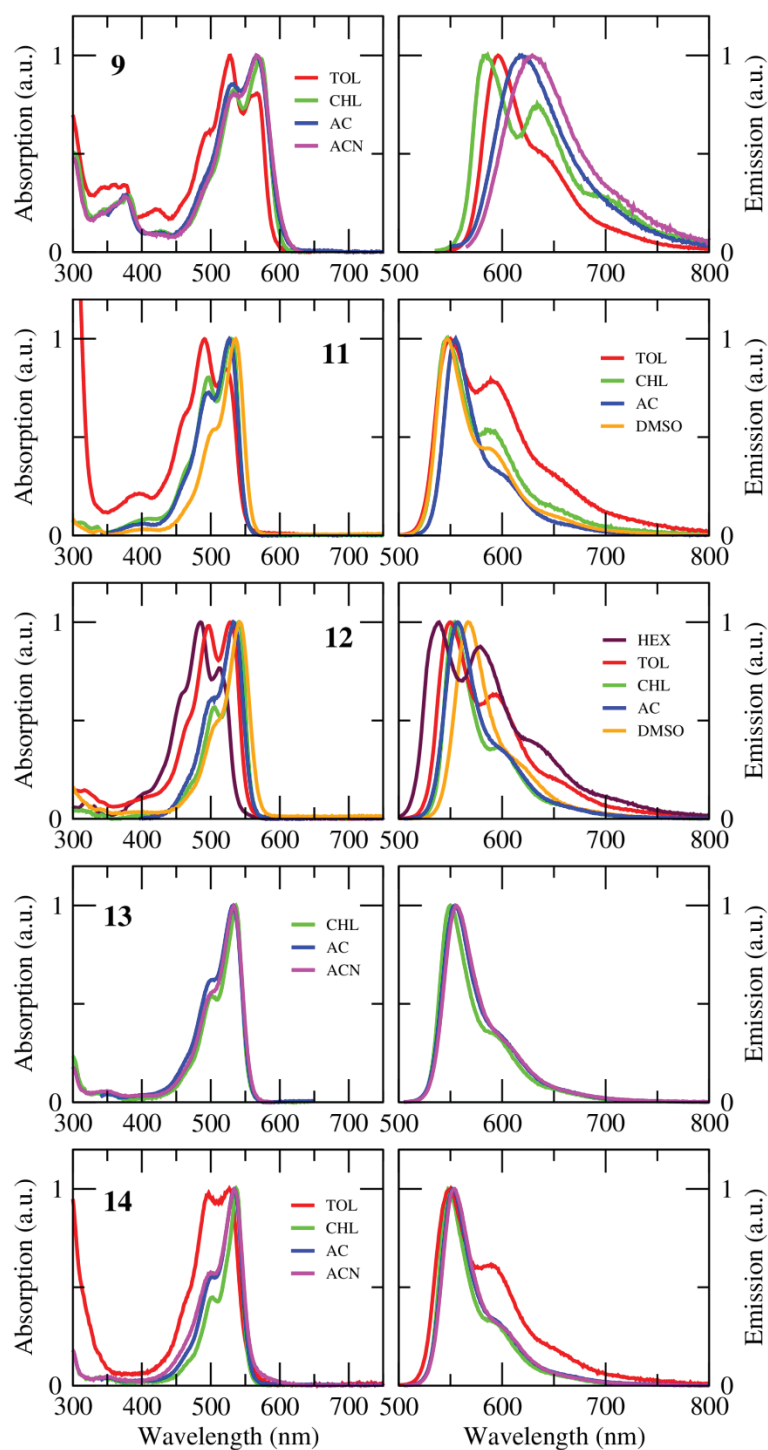 9
TOL
CHL
AC
ACN
Absorption (a.u.)
1
0
300 400 500 600 700
1
0
500 600 700 800
Emission (a.u.)
11
TOL
CHL
AC
DMSO
Absorption (a.u.)
1
0
300 400 500 600 700
1
0
500 600 700 800
Emission (a.u.)
12
HEX
TOL
CHL
AC
DMSO
Absorption (a.u.)
1
0
300 400 500 600 700
1
0
500 600 700 800
Emission (a.u.)
13
CHL
AC
ACN
Absorption (a.u.)
1
0
300 400 500 600 700
1
0
500 600 700 800
Emission (a.u.)
14
TOL
CHL
AC
ACN
Absorption (a.u.)
1
0
300 400 500 600 700
Wavelength (nm)
1
0
500 600 700 800
Wavelength (nm)
Emission (a.u.)